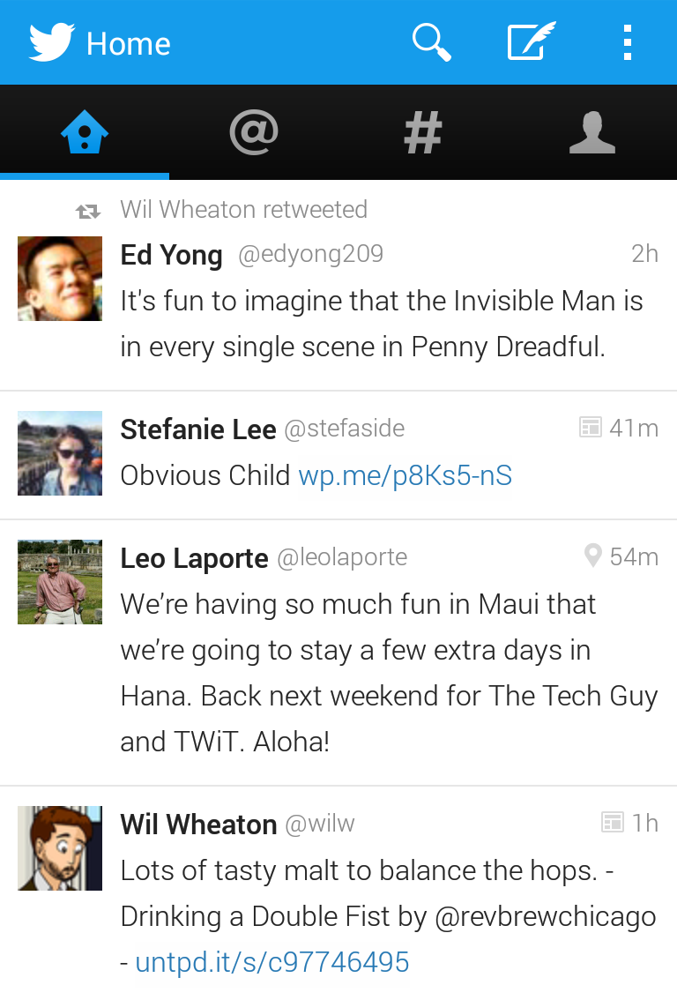 Home
@
#
Wil Wheaton retweeted
Ed Yong @edyong209 2h
It's fun to imagine that the Invisible Man is
in every single scene in Penny Dreadful.
Stefanie Lee @stefaside 41m
Obvious Child wp.me/p8Ks5-nS
Leo Laporte @leolaporte 54m
We’re having so much fun in Maui that
we’re going to stay a few extra days in
Hana. Back next weekend for The Tech Guy
and TWiT. Aloha!
Wil Wheaton @wilw 1h
Lots of tasty malt to balance the hops. -
Drinking a Double Fist by @revbrewchicago
- untpd.it/s/c97746495